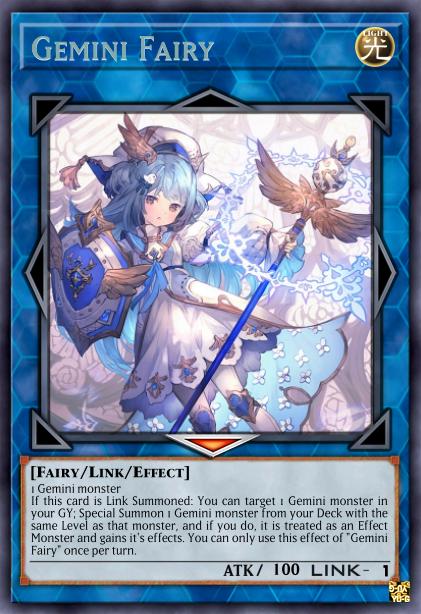 Gemini Fairy
LIGHT
光
[Fairy/Link/Effect]
1 Gemini monster
If this card is Link Summoned: You can target 1 Gemini monster in
your GY; Special Summon 1 Gemini monster from your Deck with the
same Level as that monster, and if you do, it is treated as an Effect
Monster and gains it's effects. You can only use this effect of "Gemini
Fairy" once per turn.
ATK/ 100 LINK- 1